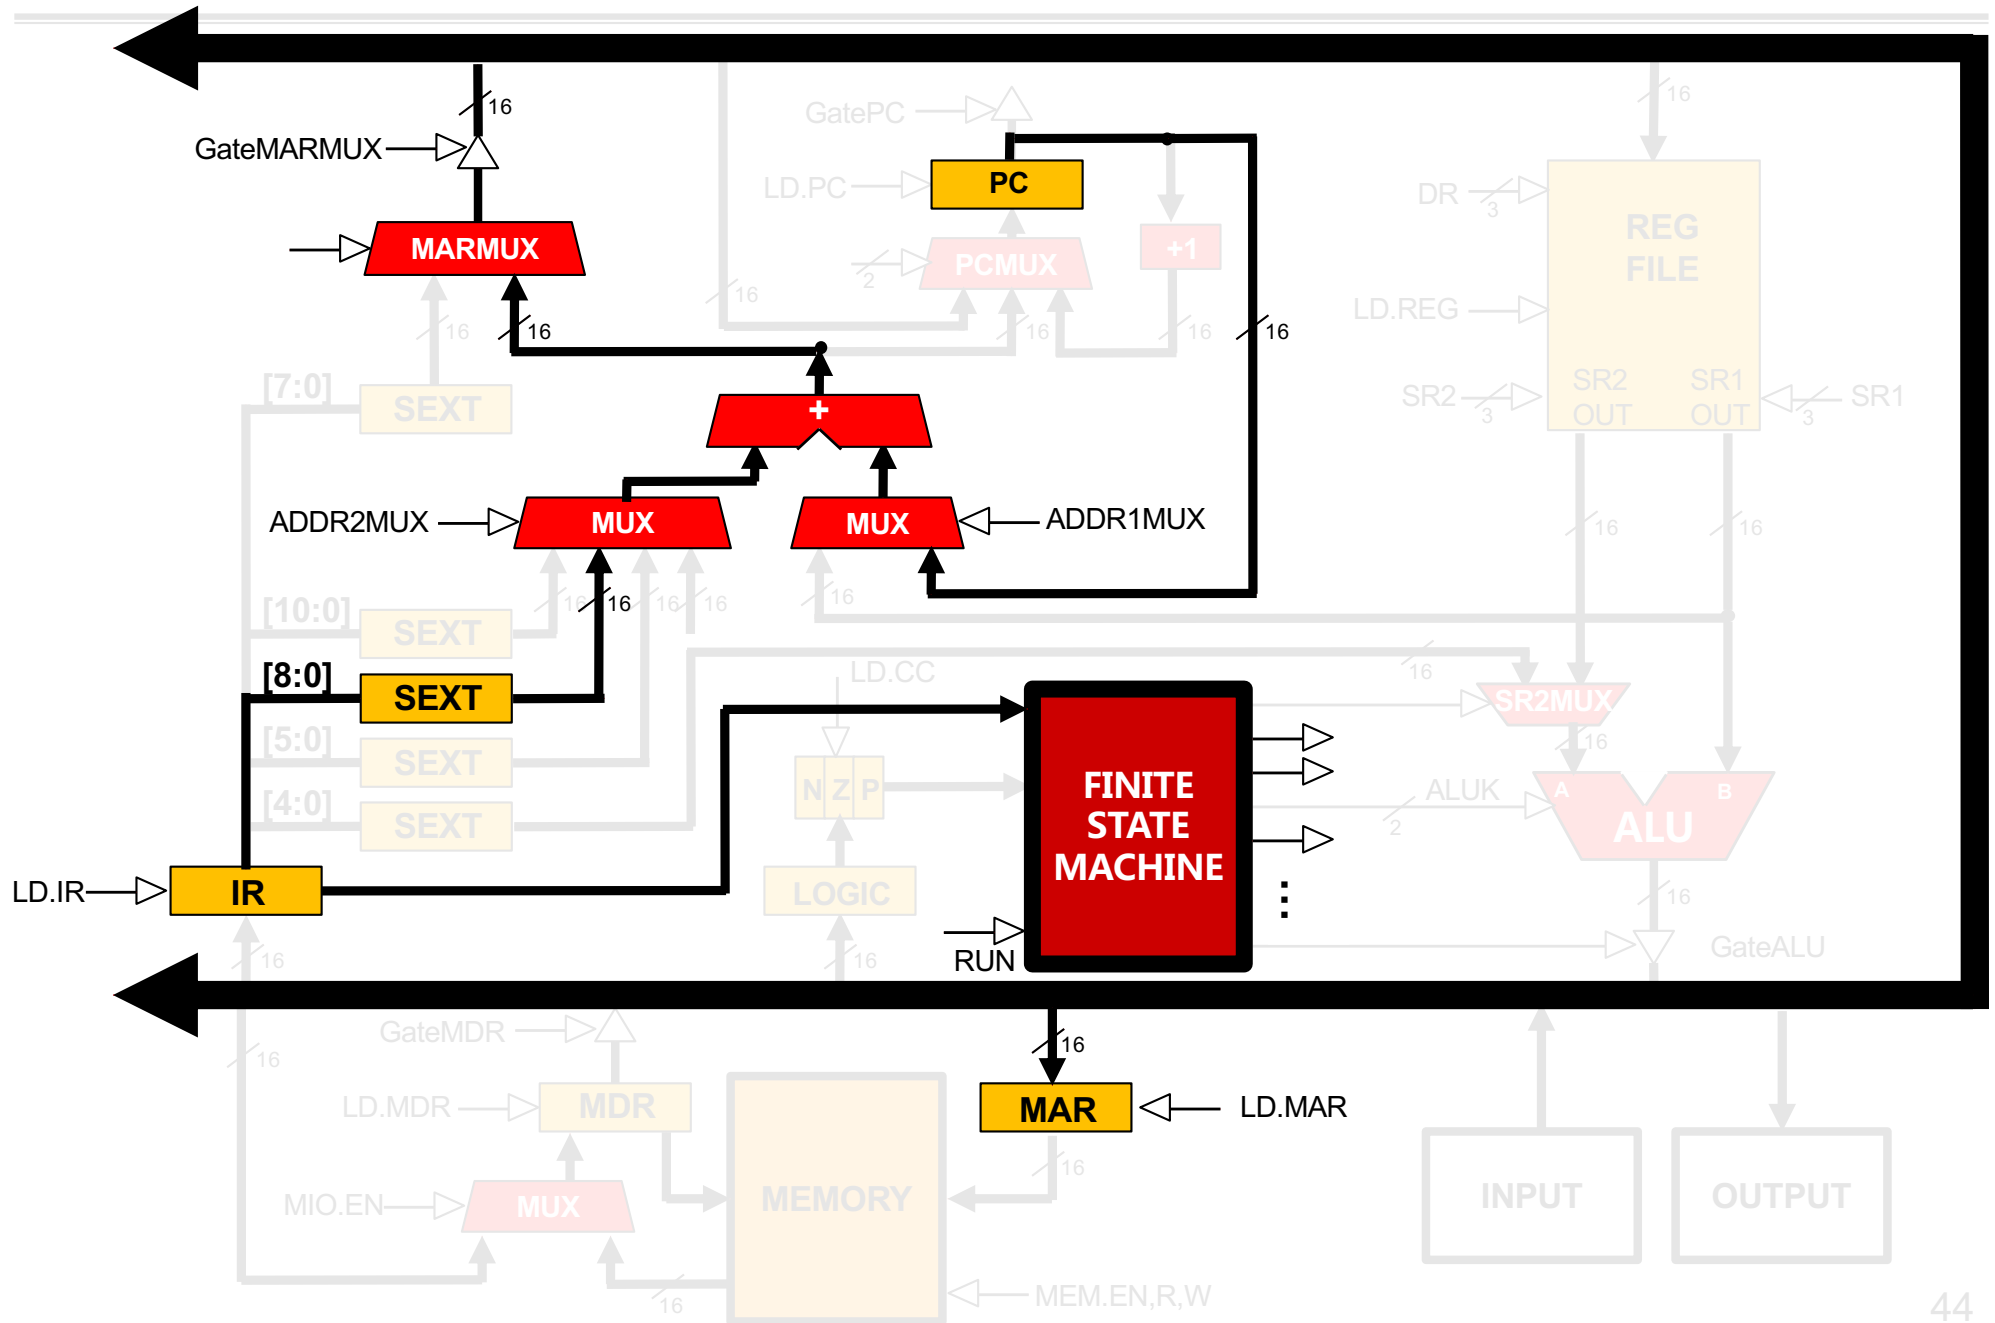 16
16
GatePC
GateMARMUX
LD.PC
PC
DR
3
REG
FILE
MARMUX
2
PCMUX
+1
16
LD.REG
16
16
16
16
16
[7:0]
SEXT
+
SR2
3
SR2
OUT
SR1
OUT
3
SR1
ADDR2MUX
MUX
MUX
ADDR1MUX
16
16
[10:0]
SEXT
16
16
16
16
16
[8:0]
SEXT
LD.CC
16
SR2MUX
[5:0]
SEXT
16
N Z P
FINITE
STATE
MACHINE
ALUK
2
A
B
ALU
[4:0]
SEXT
LD.IR
IR
LOGIC
16
RUN
16
16
GateALU
GateMDR
16
16
LD.MDR
MDR
MAR
LD.MAR
16
MIO.EN
MUX
MEMORY
INPUT
OUTPUT
16
MEM.EN,R,W
44